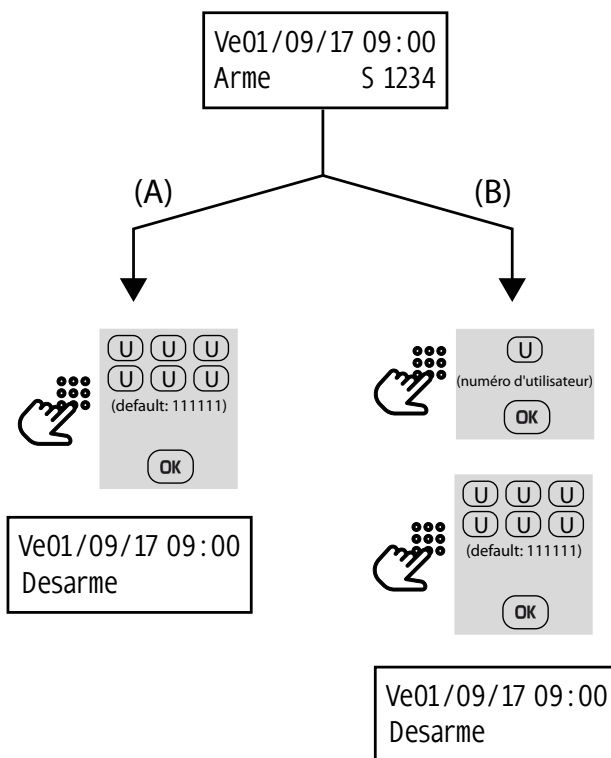 Ve01/09/17 09:00
Arme S 1234
(A)
(B)
U U U
U U U
(default: 111111)
OK
Ve01/09/17 09:00
Desarme
U
(numéro d'utilisateur)
OK
U U U
U U U
(default: 111111)
OK
Ve01/09/17 09:00
Desarme